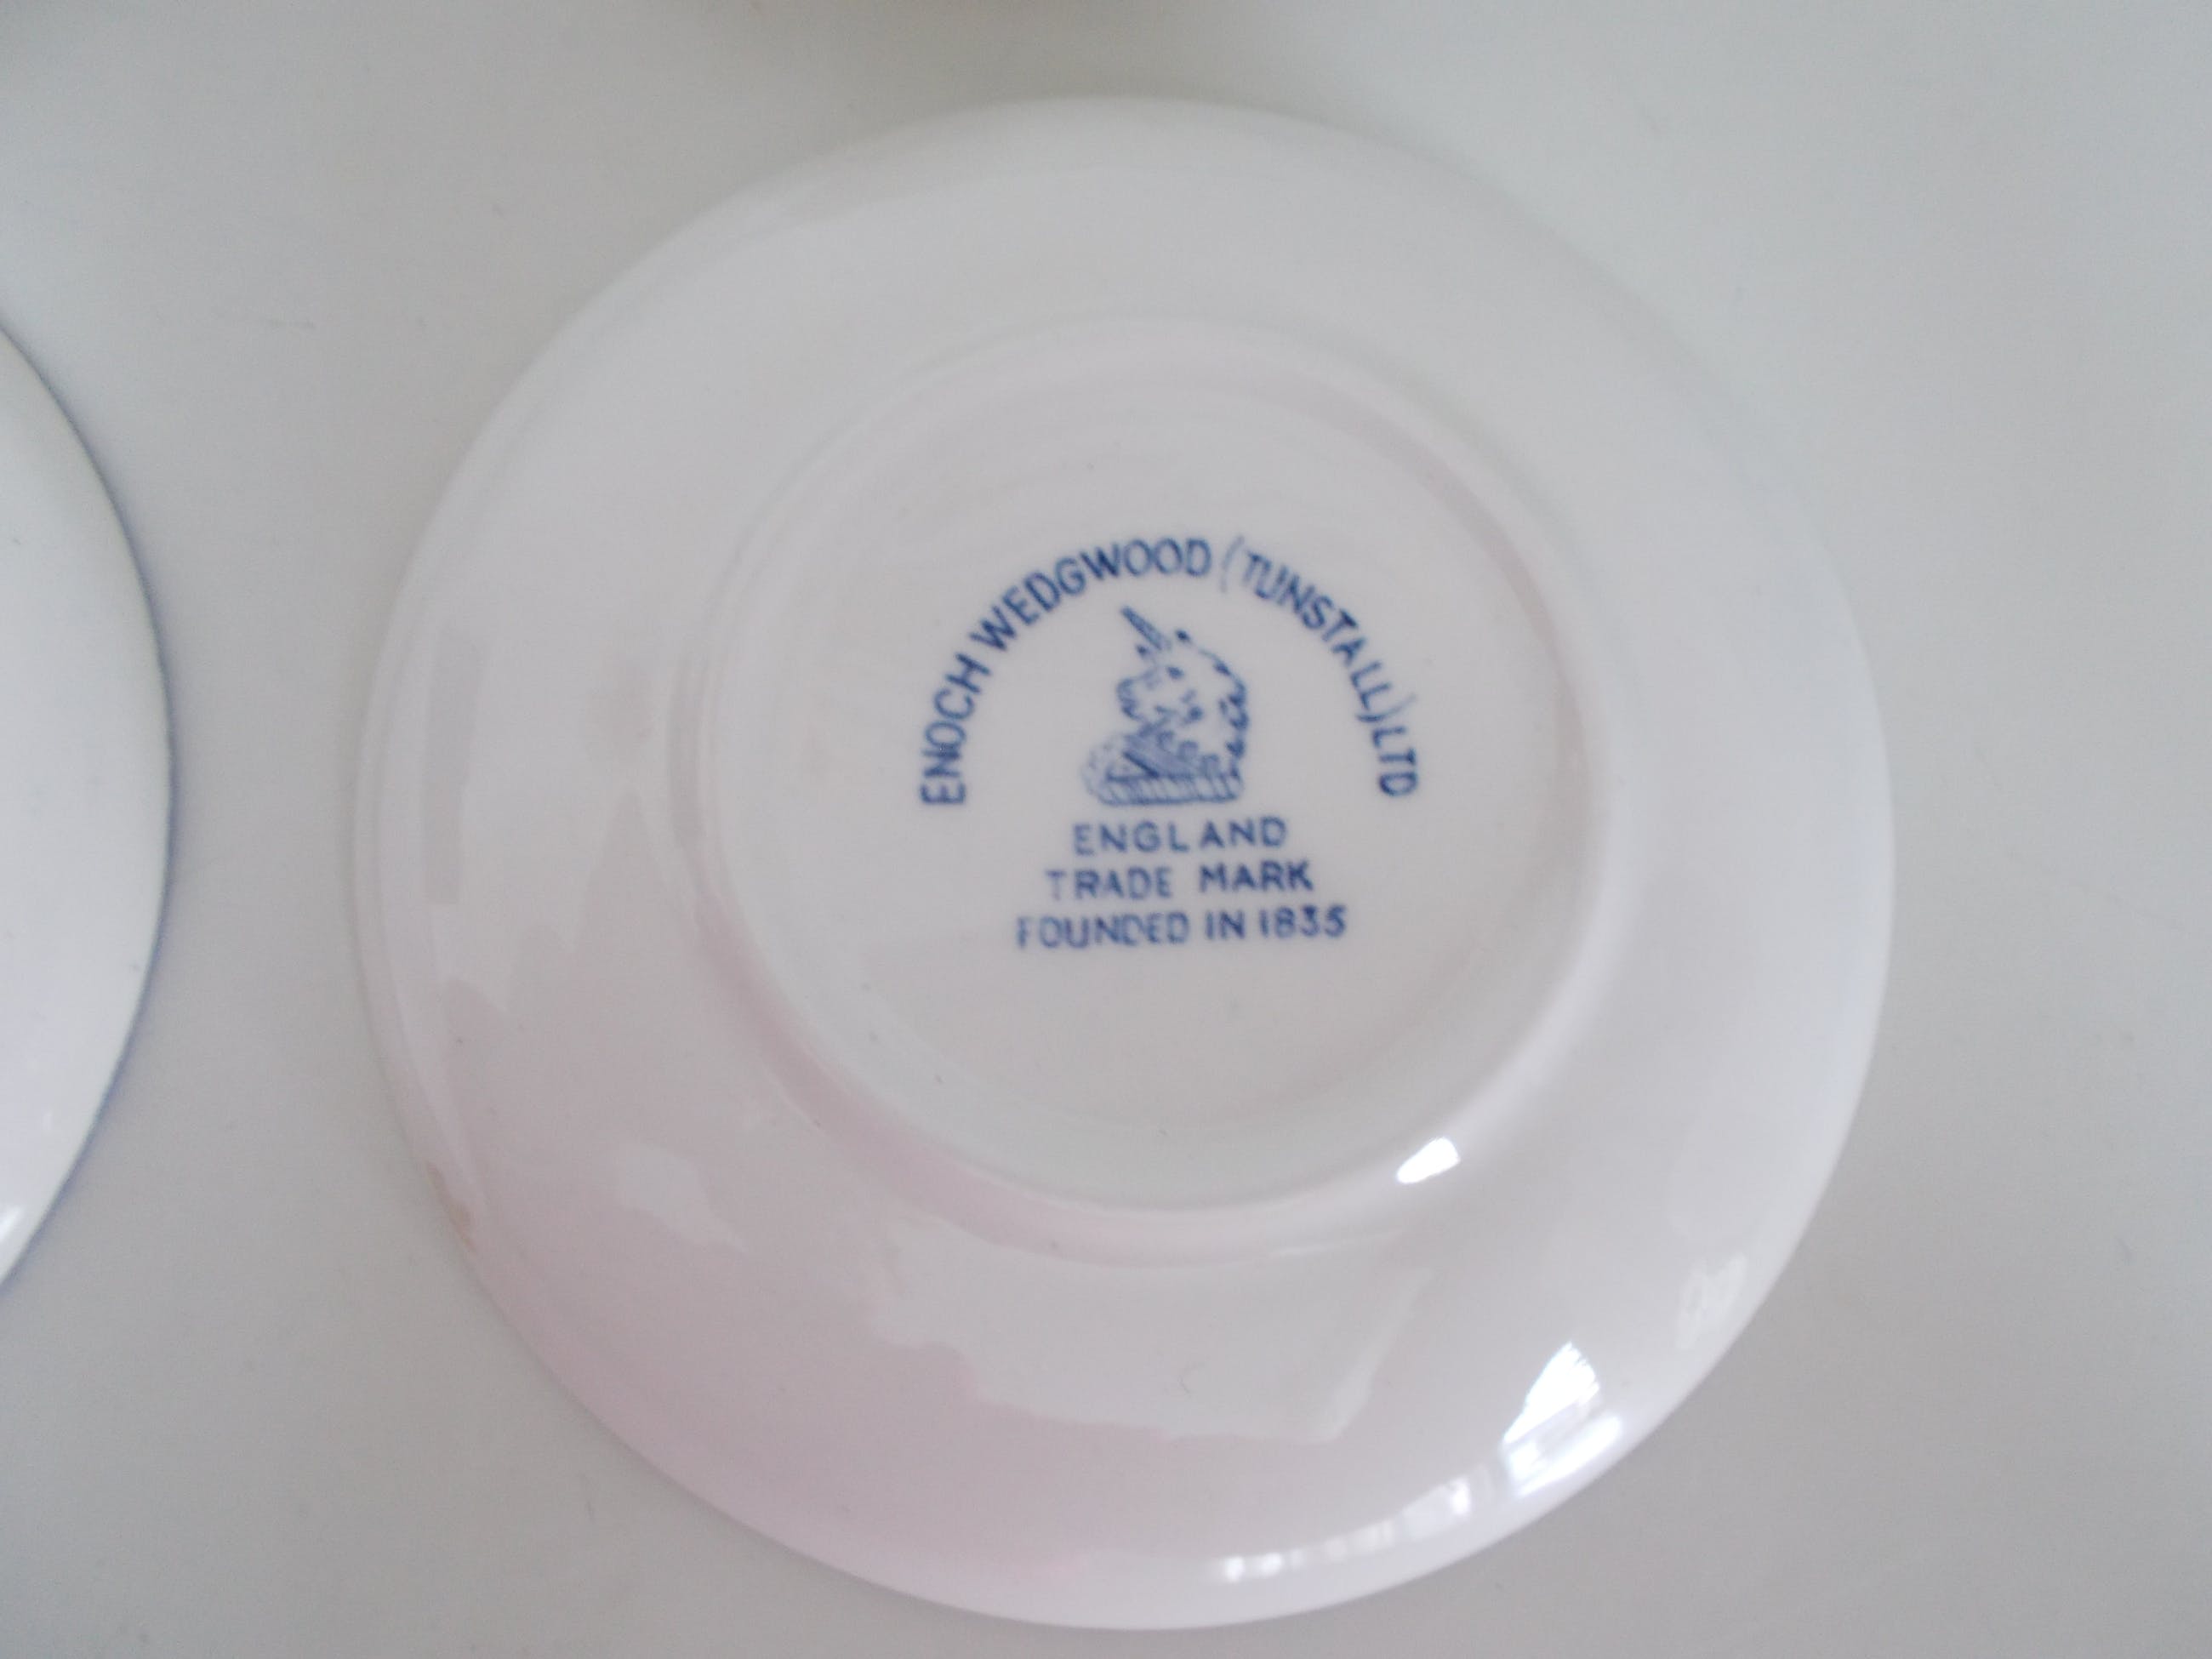 ENOCH WEDGWOOD (TUNSTALL) LTD
ENGLAND
TRADE MARK
FOUNDED IN 1835